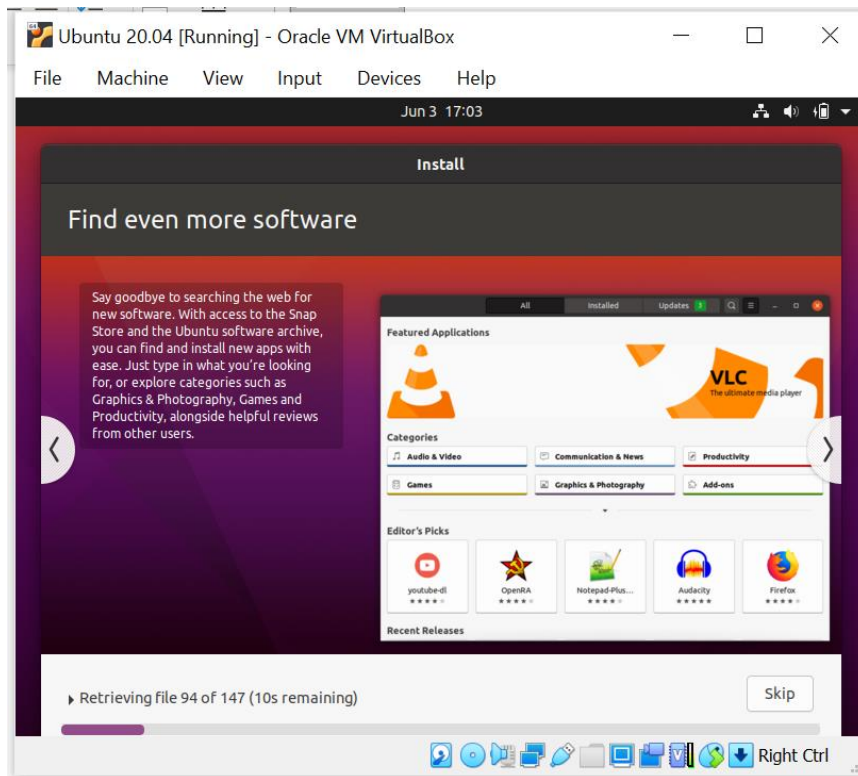 Ubuntu 20.04 [Running] - Oracle VM VirtualBox
File Machine View Input Devices Help
Jun 3 17:03
Install
Find even more software
Say goodbye to searching the web for
new software. With access to the Snap
Store and the Ubuntu software archive,
you can find and install new apps with
ease. Just type in what you're looking
for, or explore categories such as
Graphics & Photography, Games and
Productivity, alongside helpful reviews
from other users.
All Installed Updates 3
Featured Applications
VLC
The ultimate media player
Categories
Audio & Video Communication & News Productivity
Games Graphics & Photography Add-ons
Editor's Picks
youtube-dl OpenRA Notepad-Plus... Audacity Firefox
Recent Releases
Retrieving file 94 of 147 (10s remaining)
Skip
Right Ctrl